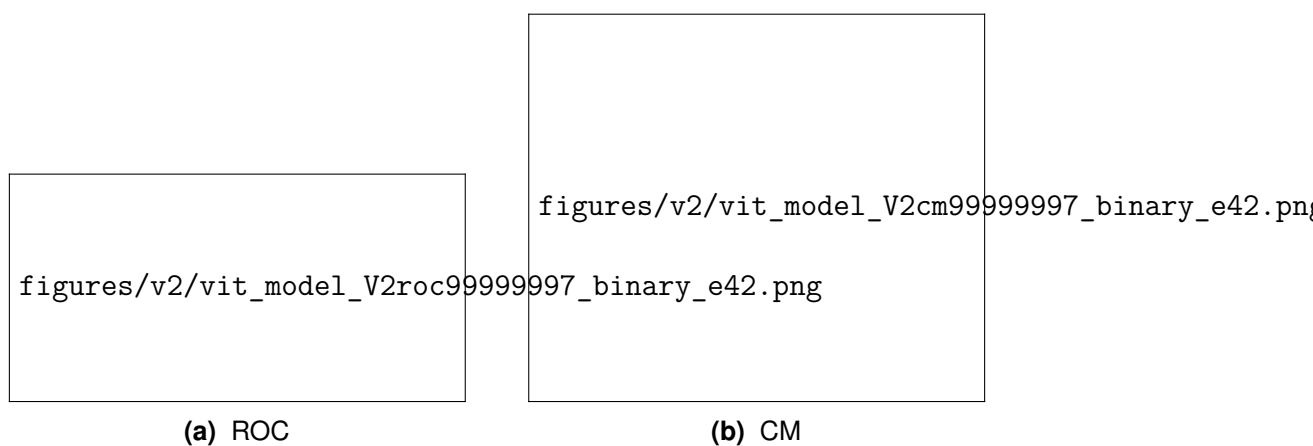 figures/v2/vit_model_V2roc99999997_binary_e42.png
(a) ROC
figures/v2/vit_model_V2cm99999997_binary_e42.png
(b) CM